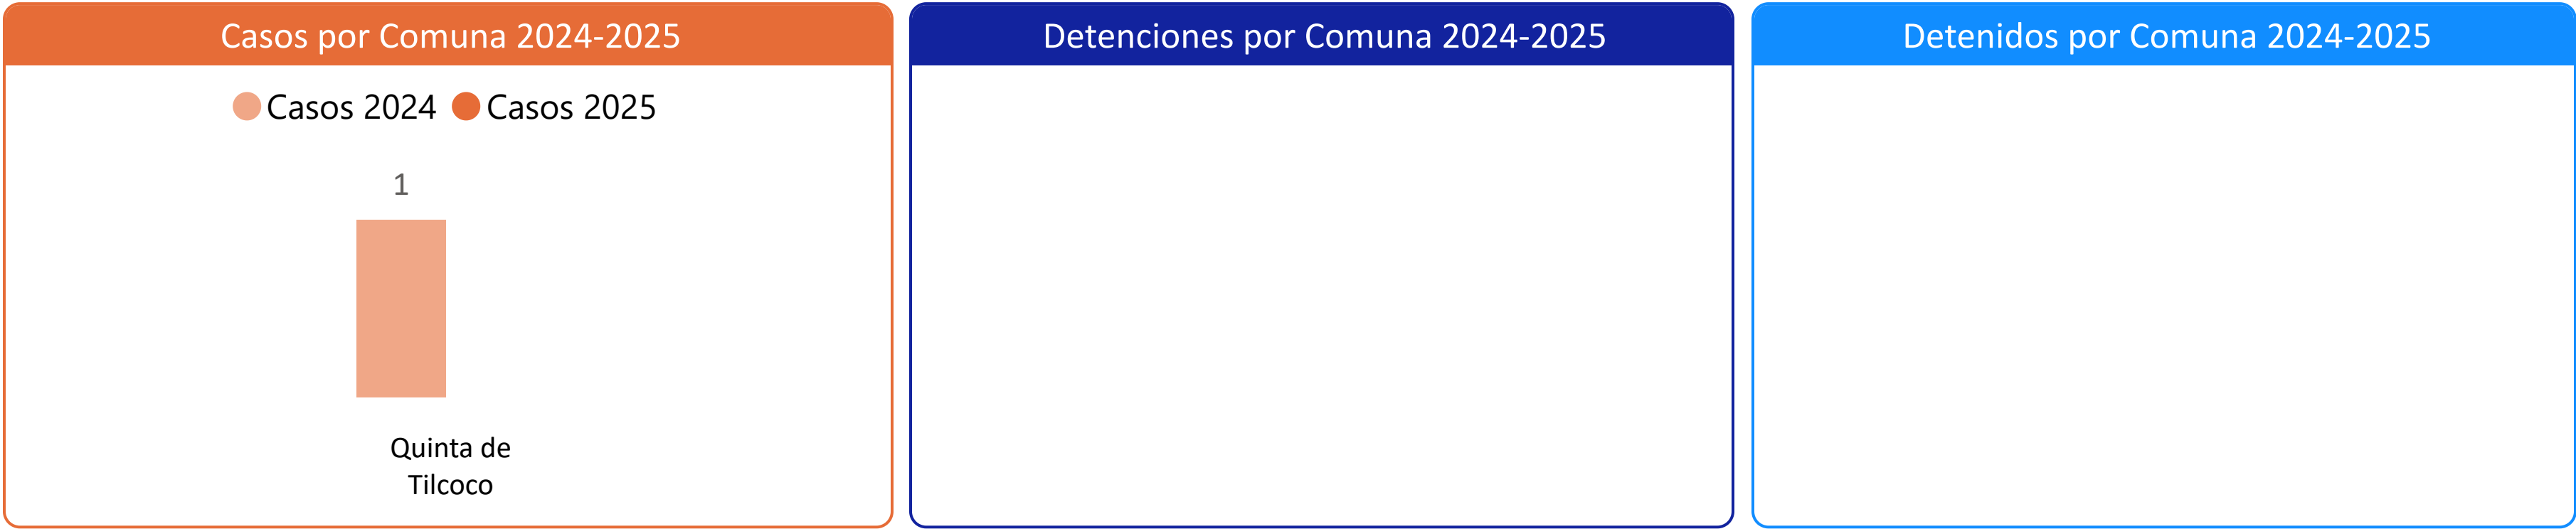 Casos por Comuna 2024-2025
Casos 2024 Casos 2025
1
Quinta de
Tilcoco
Detenciones por Comuna 2024-2025
Detenidos por Comuna 2024-2025